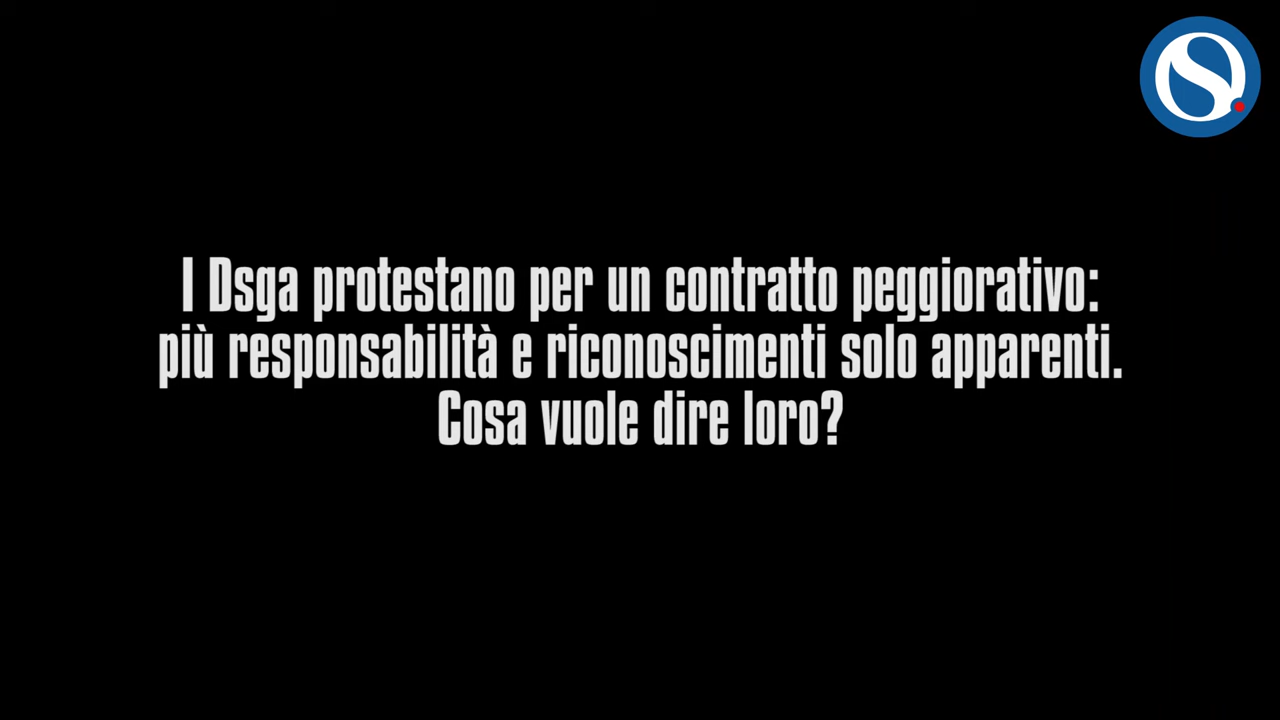 I Dsga protestano per un contratto peggiorativo:
più responsabilità e riconoscimenti solo apparenti.
Cosa vuole dire loro?